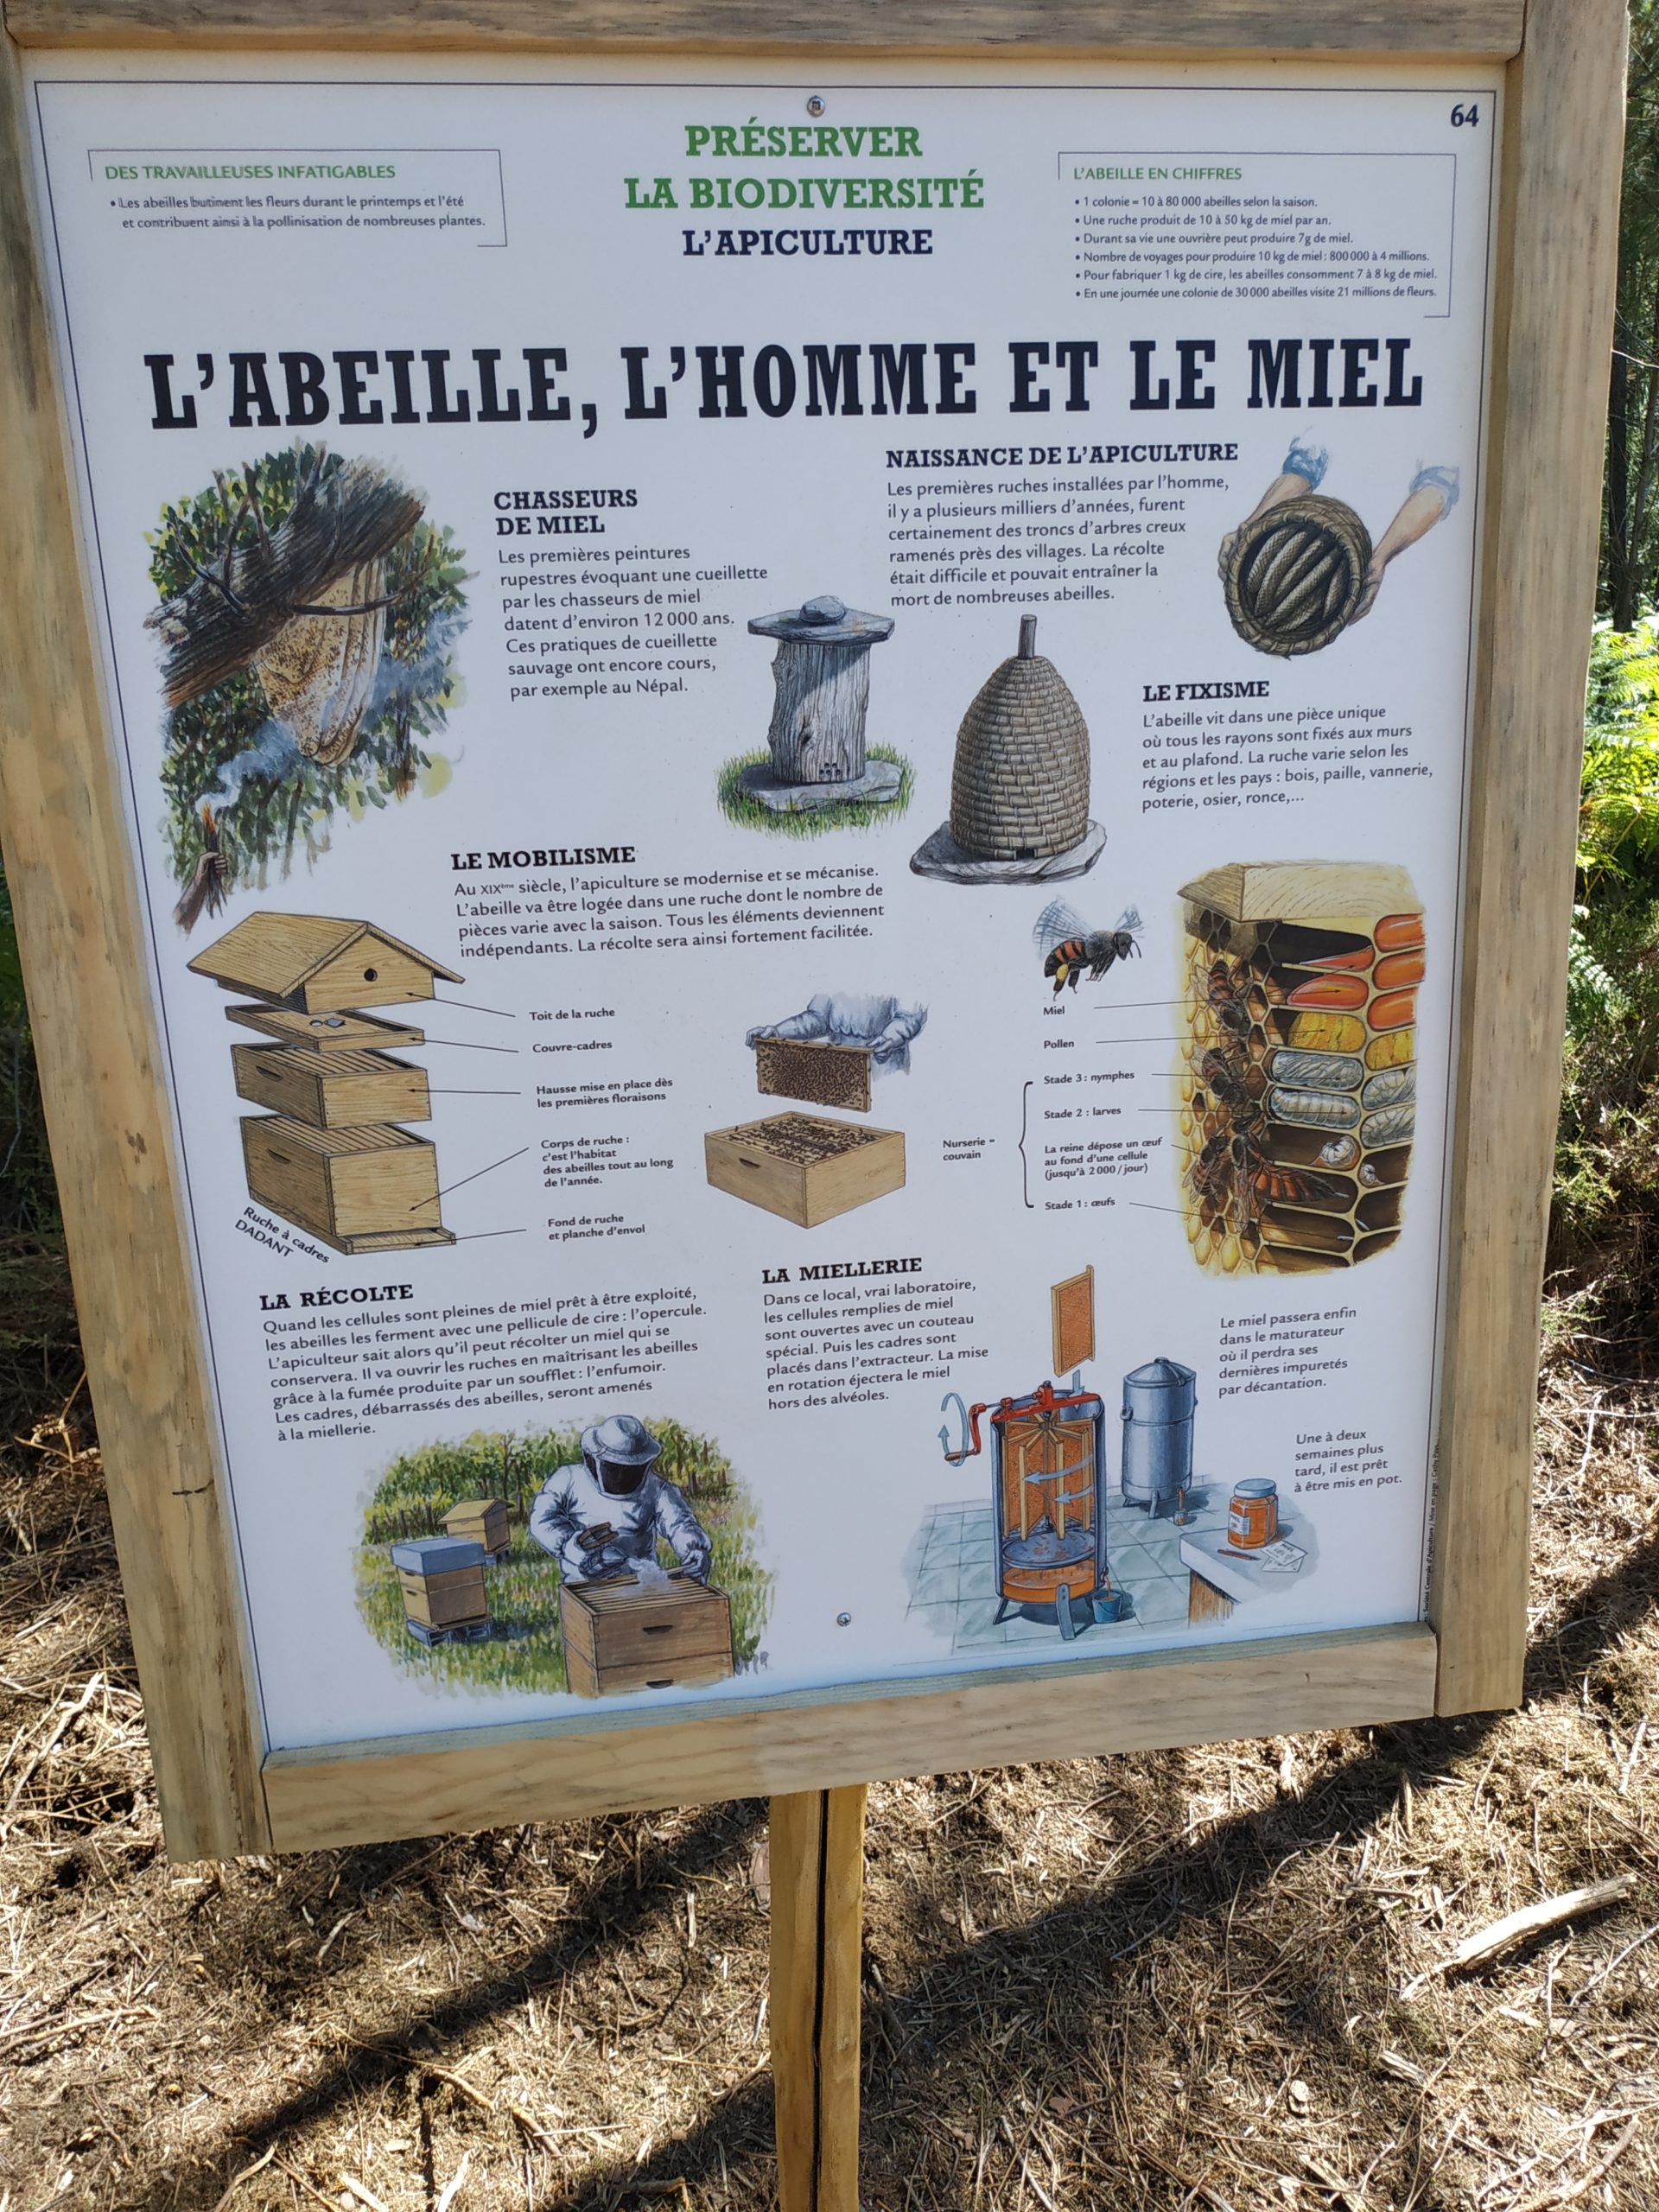 64
PRÉSERVER
LA BIODIVERSITÉ
L'APICULTURE
DES TRAVAILLEUSES INFATIGABLES
• Les abeilles butiment les fleurs durant le printemps et l'été
et contribuent ainsi à la pollinisation de nombreuses plantes.
L'ABEILLE EN CHIFFRES
• 1 colonie = 10 à 80 000 abeilles selon la saison.
• Une ruche produit de 10 à 50 kg de miel par an.
• Durant sa vie une ouvrière peut produire 7g de miel.
• Nombre de voyages pour produire 10 kg de miel : 800 000 à 4 millions.
• Pour fabriquer 1 kg de cire, les abeilles consomment 7 à 8 kg de miel.
• En une journée une colonie de 30 000 abeilles visite 21 millions de fleurs.
L'ABEILLE, L'HOMME ET LE MIEL
CHASSEURS
DE MIEL
Les premières peintures
rupestres évoquant une cueillette
par les chasseurs de miel
datent d'environ 12 000 ans.
Ces pratiques de cueillette
sauvage ont encore cours,
par exemple au Népal.
NAISSANCE DE L'APICULTURE
Les premières ruches installées par l'homme,
il y a plusieurs milliers d'années, furent
certainement des troncs d'arbres creux
ramenés près des villages. La récolte
était difficile et pouvait entraîner la
mort de nombreuses abeilles.
LE FIXISME
L'abeille vit dans une pièce unique
où tous les rayons sont fixés aux murs
et au plafond. La ruche varie selon les
régions et les pays : bois, paille, vannerie,
poterie, osier, ronce,...
LE MOBILISME
Au XIXème siècle, l'apiculture se modernise et se mécanise.
L'abeille va être logée dans une ruche dont le nombre de
pièces varie avec la saison. Tous les éléments deviennent
indépendants. La récolte sera ainsi fortement facilitée.
Toit de la ruche
Couvre-cadres
Hausse mise en place dès
les premières floraisons
Corps de ruche :
c'est l'habitat
des abeilles tout au long
de l'année.
Fond de ruche
et planche d'envol
Ruche à cadres
DADANT
Miel
Pollen
Stade 3 : nymphes
Stade 2 : larves
Nurserie =
couvain
La reine dépose un œuf
au fond d'une cellule
(jusqu'à 2 000 / jour)
Stade 1 : œufs
LA RÉCOLTE
Quand les cellules sont pleines de miel prêt à être exploité,
les abeilles les ferment avec une pellicule de cire : l'opercule.
L'apiculteur sait alors qu'il peut récolter un miel qui se
conservera. Il va ouvrir les ruches en maîtrisant les abeilles
grâce à la fumée produite par un soufflet : l'enfumoir.
Les cadres, débarrassés des abeilles, seront amenés
à la miellerie.
LA MIELLERIE
Dans ce local, vrai laboratoire,
les cellules remplies de miel
sont ouvertes avec un couteau
spécial. Puis les cadres sont
placés dans l'extracteur. La mise
en rotation éjectera le miel
hors des alvéoles.
Le miel passera enfin
dans le maturateur
où il perdra ses
dernières impuretés
par décantation.
Une à deux
semaines plus
tard, il est prêt
à être mis en pot.